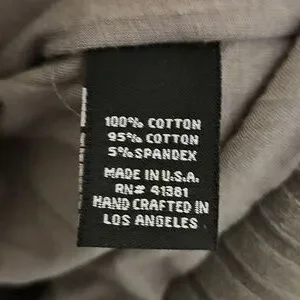 100% COTTON
95% COTTON
5% SPANDEX
MADE IN U.S.A.
RN# 41381
HAND CRAFTED IN
LOS ANGELES